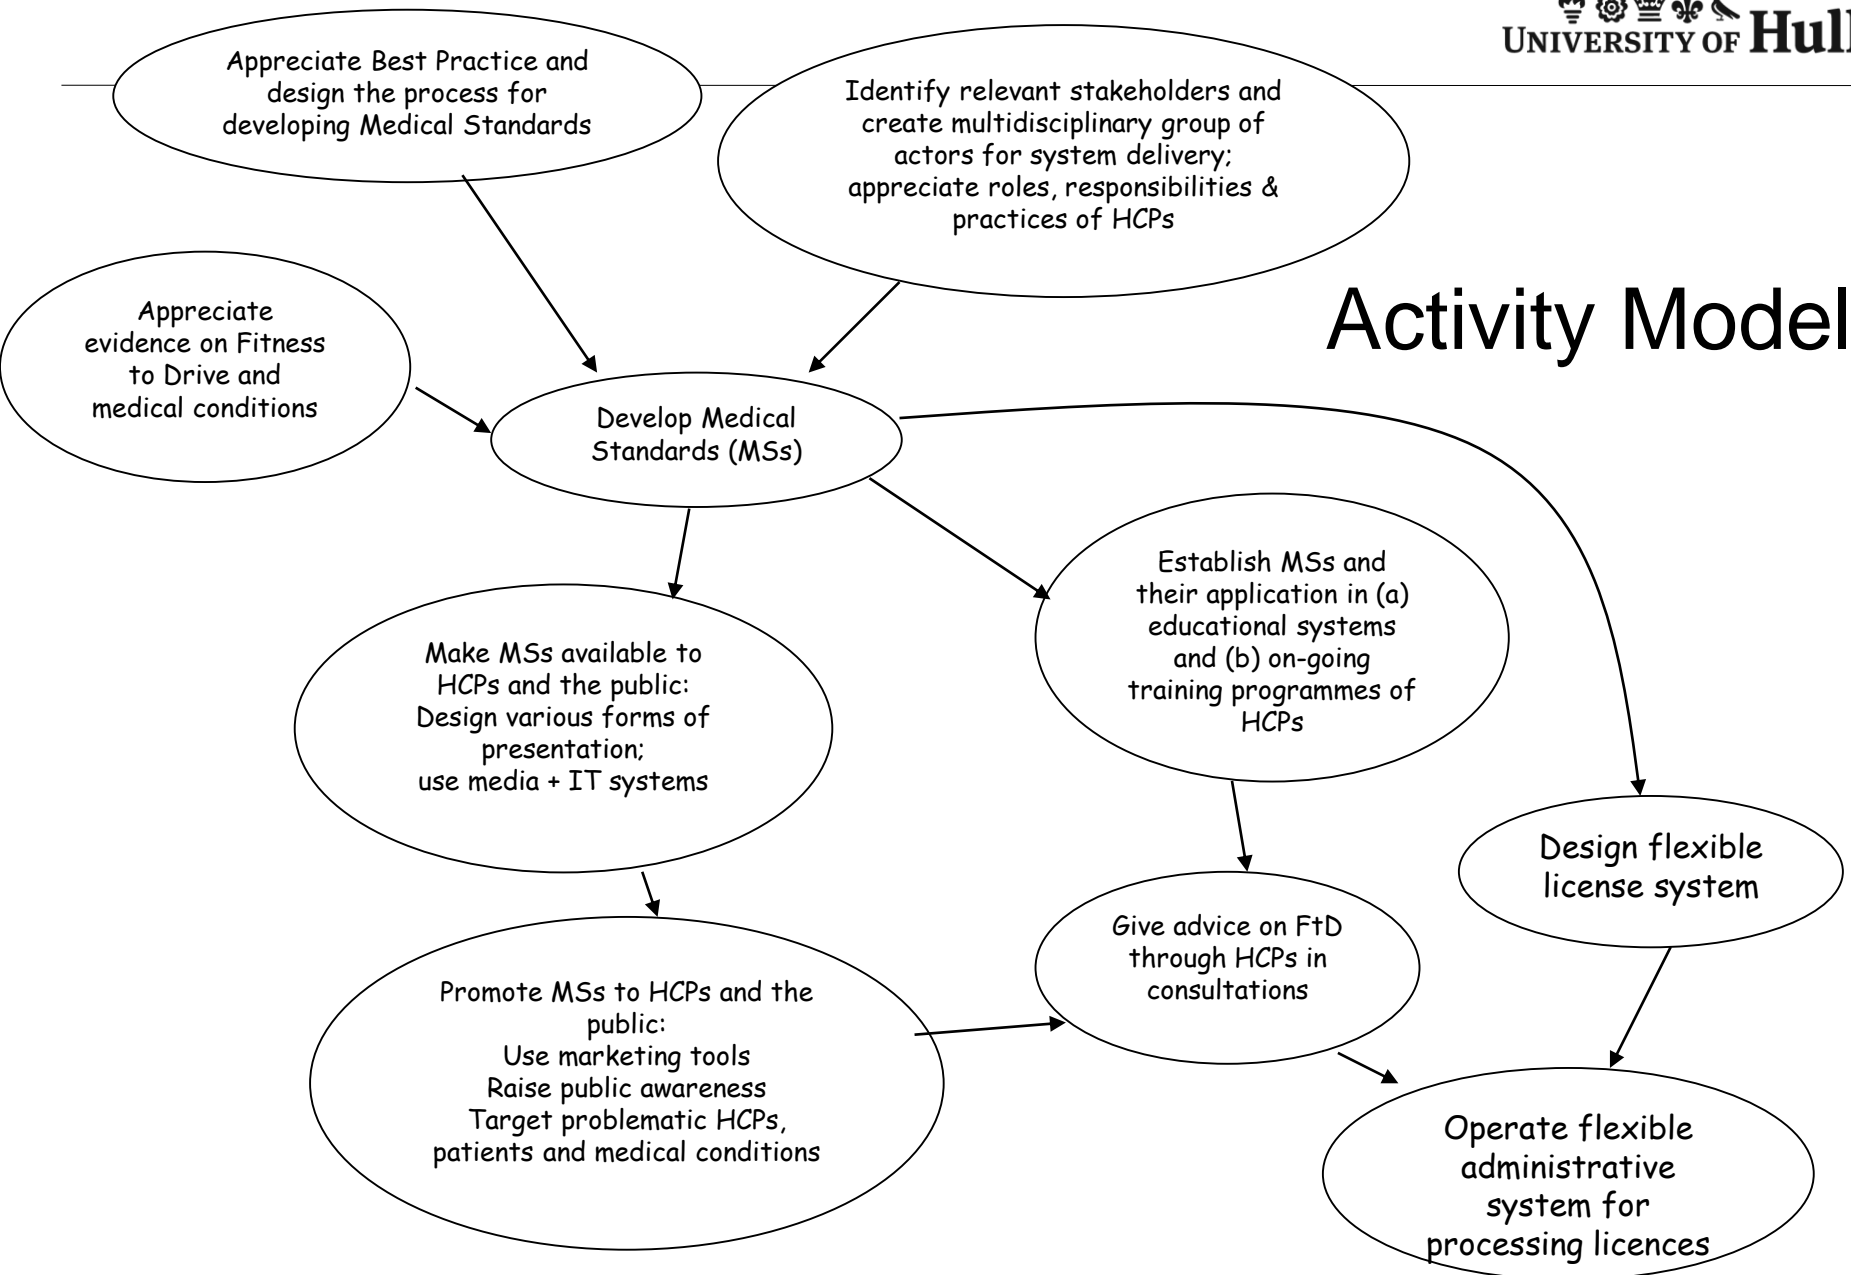 UNIVERSITY OF Hull
Appreciate Best Practice and
design the process for
developing Medical Standards
Identify relevant stakeholders and
create multidisciplinary group of
actors for system delivery;
appreciate roles, responsibilities &
practices of HCPs
Activity Model
Appreciate
evidence on Fitness
to Drive and
medical conditions
Develop Medical
Standards (MSs)
Establish MSs and
their application in (a)
educational systems
and (b) on-going
training programmes of
HCPs
Make MSs available to
HCPs and the public:
Design various forms of
presentation;
use media + IT systems
Design flexible
license system
Give advice on FtD
through HCPs in
consultations
Promote MSs to HCPs and the
public:
Use marketing tools
Raise public awareness
Target problematic HCPs,
patients and medical conditions
Operate flexible
administrative
system for
processing licences